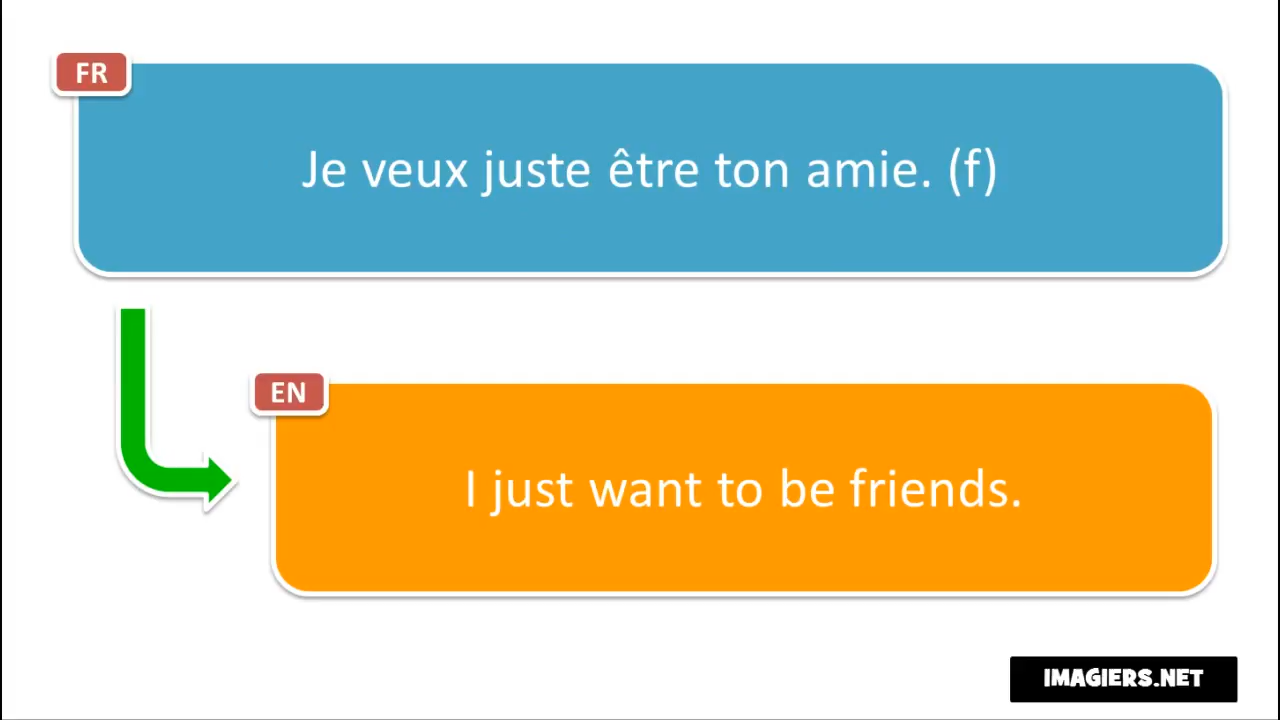 FR
Je veux juste être ton amie. (f)
EN
I just want to be friends.
IMAGIERS.NET